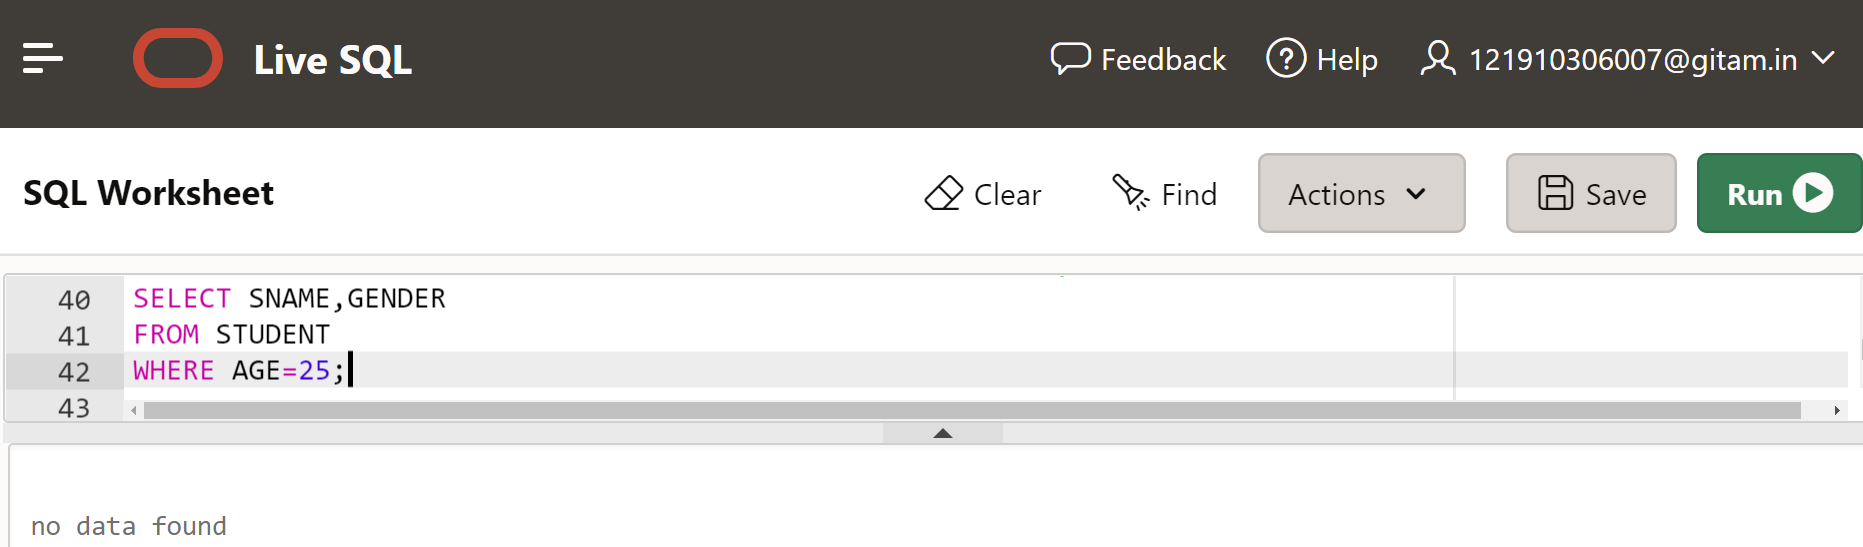 Live SQL
Feedback
Help
121910306007@gitam.in
SQL Worksheet
Clear
Find
Actions
Save
Run
40 SELECT SNAME,GENDER
41 FROM STUDENT
42 WHERE AGE=25;
43
no data found